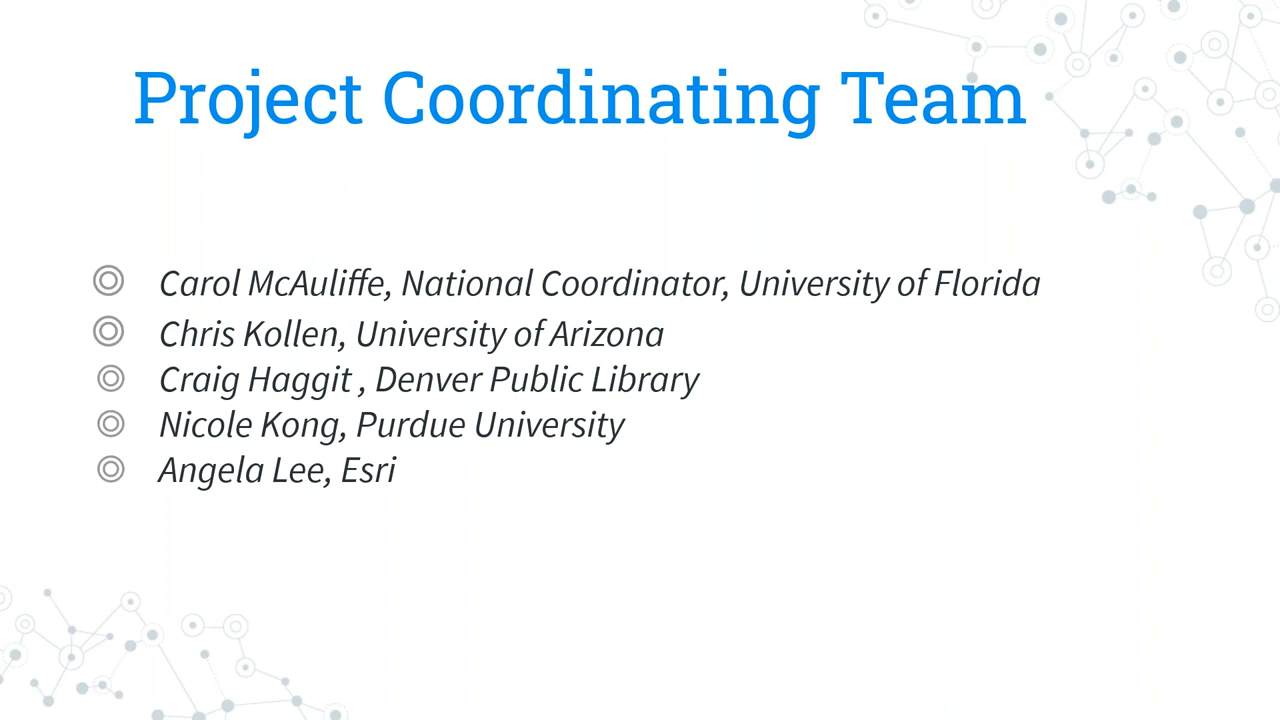 Project Coordinating Team
Carol McAuliffe, National Coordinator, University of Florida
Chris Kollen, University of Arizona
Craig Haggit , Denver Public Library
Nicole Kong, Purdue University
Angela Lee, Esri